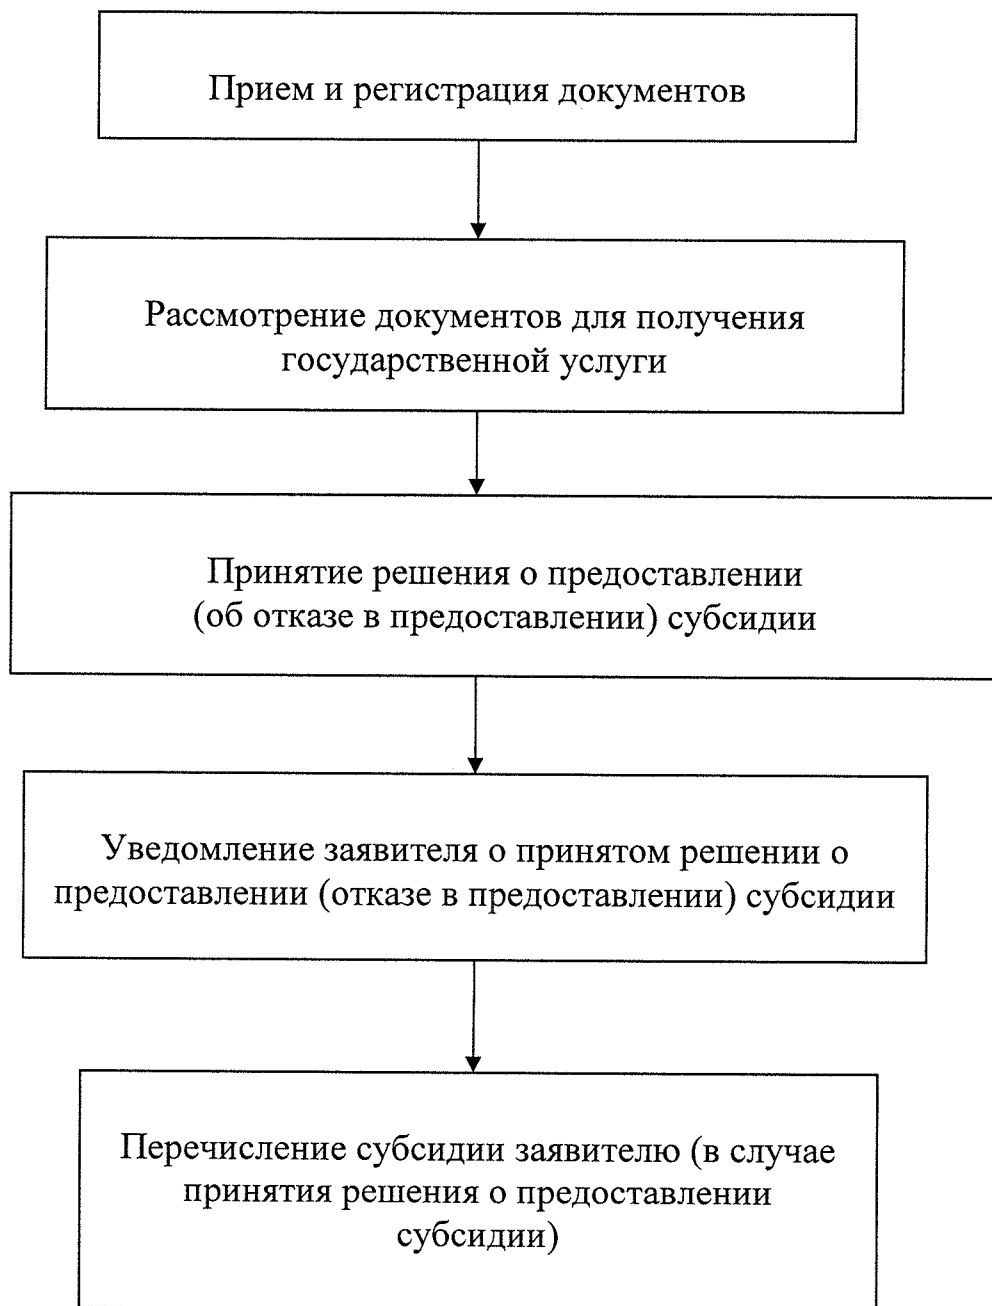 Прием и регистрация документов
Рассмотрение документов для получения
государственной услуги
Принятие решения о предоставлении
(об отказе в предоставлении) субсидии
Уведомление заявителя о принятом решении о
предоставлении (отказе в предоставлении) субсидии
Перечисление субсидии заявителю (в случае
принятия решения о предоставлении
субсидии)